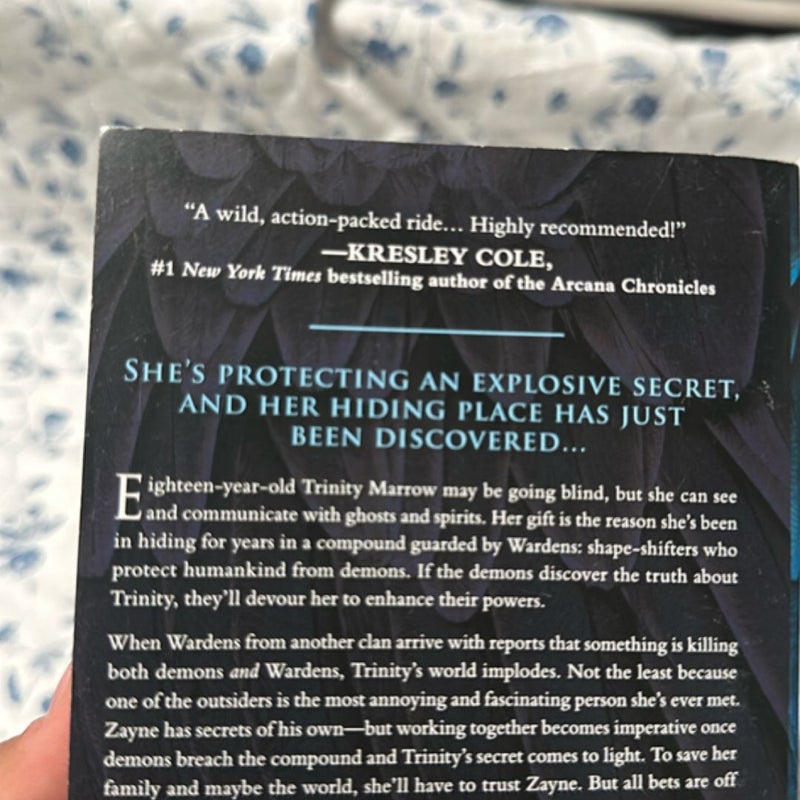 “A wild, action-packed ride... Highly recommended!”
—KRESLEY COLE,
#1 New York Times bestselling author of the Arcana Chronicles
SHE’S PROTECTING AN EXPLOSIVE SECRET,
AND HER HIDING PLACE HAS JUST
BEEN DISCOVERED...
Eighteen-year-old Trinity Marrow may be going blind, but she can see
and communicate with ghosts and spirits. Her gift is the reason she’s been
in hiding for years in a compound guarded by Wardens: shape-shifters who
protect humankind from demons. If the demons discover the truth about
Trinity, they’ll devour her to enhance their powers.
When Wardens from another clan arrive with reports that something is killing
both demons and Wardens, Trinity’s world implodes. Not the least because
one of the outsiders is the most annoying and fascinating person she’s ever met.
Zayne has secrets of his own—but working together becomes imperative once
demons breach the compound and Trinity’s secret comes to light. To save her
family and maybe the world, she’ll have to trust Zayne. But all bets are off